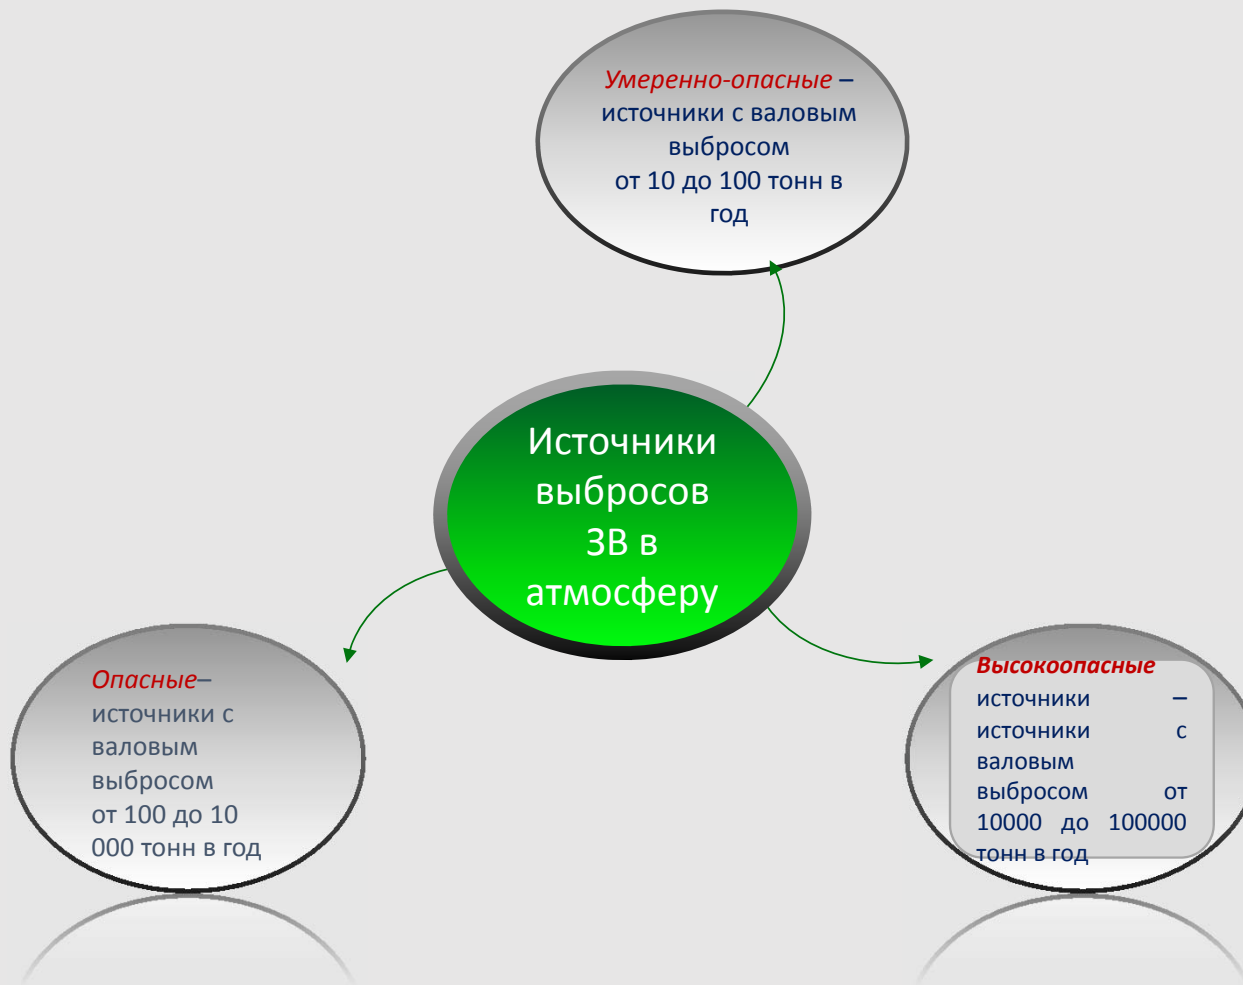 Умеренно-опасные –
источники с валовым
выбросом
от 10 до 100 тонн в
год
Источники
выбросов
ЗВ в
атмосферу
Опасные–
источники с
валовым
выбросом
от 100 до 10
000 тонн в год
Высокоопасные
источники –
источники с
валовым
выбросом от
10000 до 100000
тонн в год